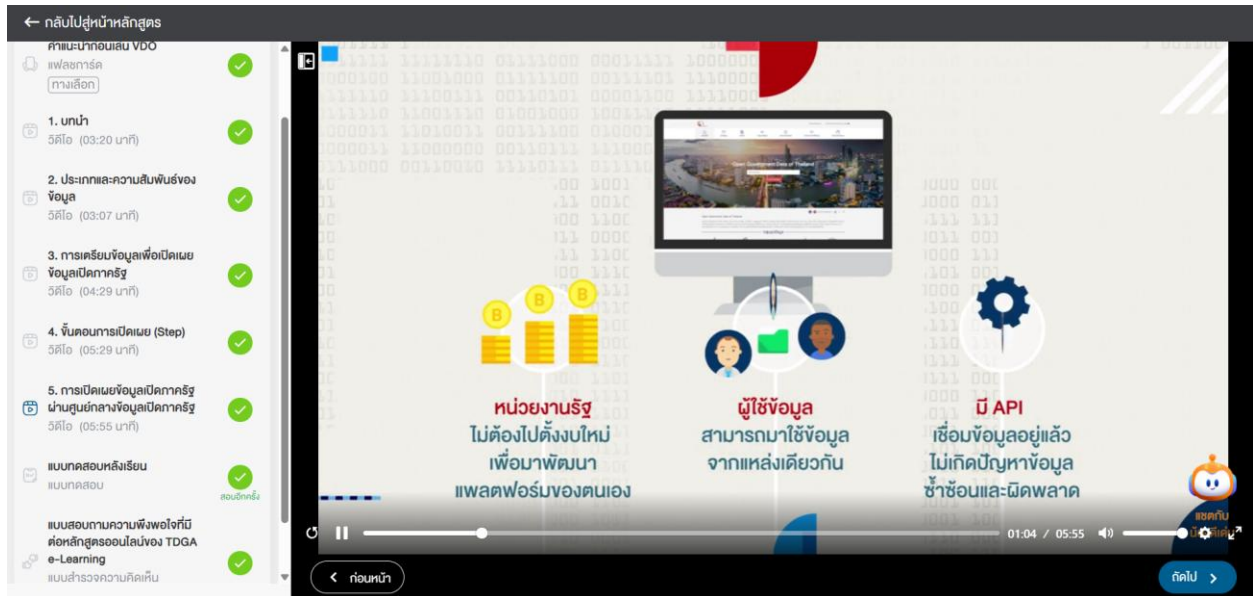 ← กลับไปสู่หน้าหลักสูตร
คำแนะนำก่อนเล่น VDO
แฟลชการ์ด
ทางเลือก
1. บทนำ
วิดีโอ (03:20 นาที)
2. ประเภทและความสัมพันธ์ของ
ข้อมูล
วิดีโอ (03:07 นาที)
3. การเตรียมข้อมูลเพื่อเปิดเผย
ข้อมูลเปิดภาครัฐ
วิดีโอ (04:29 นาที)
4. ขั้นตอนการเปิดเผย (Step)
วิดีโอ (05:29 นาที)
5. การเปิดเผยข้อมูลเปิดภาครัฐ
ผ่านศูนย์กลางข้อมูลเปิดภาครัฐ
วิดีโอ (05:55 นาที)
แบบทดสอบหลังเรียน
แบบทดสอบ
สอบอีกครั้ง
แบบสอบถามความพึงพอใจที่มี
ต่อหลักสูตรออนไลน์ของ TDGA
e-Learning
แบบสำรวจความคิดเห็น
Open Government Data of Thailand
หน่วยงานรัฐ
ไม่ต้องไปตั้งงบใหม่
เพื่อมาพัฒนา
แพลตฟอร์มของตนเอง
ผู้ใช้ข้อมูล
สามารถมาใช้ข้อมูล
จากแหล่งเดียวกัน
มี API
เชื่อมข้อมูลอยู่แล้ว
ไม่เกิดปัญหาข้อมูล
ซ้ำซ้อนและผิดพลาด
แชตกับ
01:04 / 05:55
ก่อนหน้า
ถัดไป